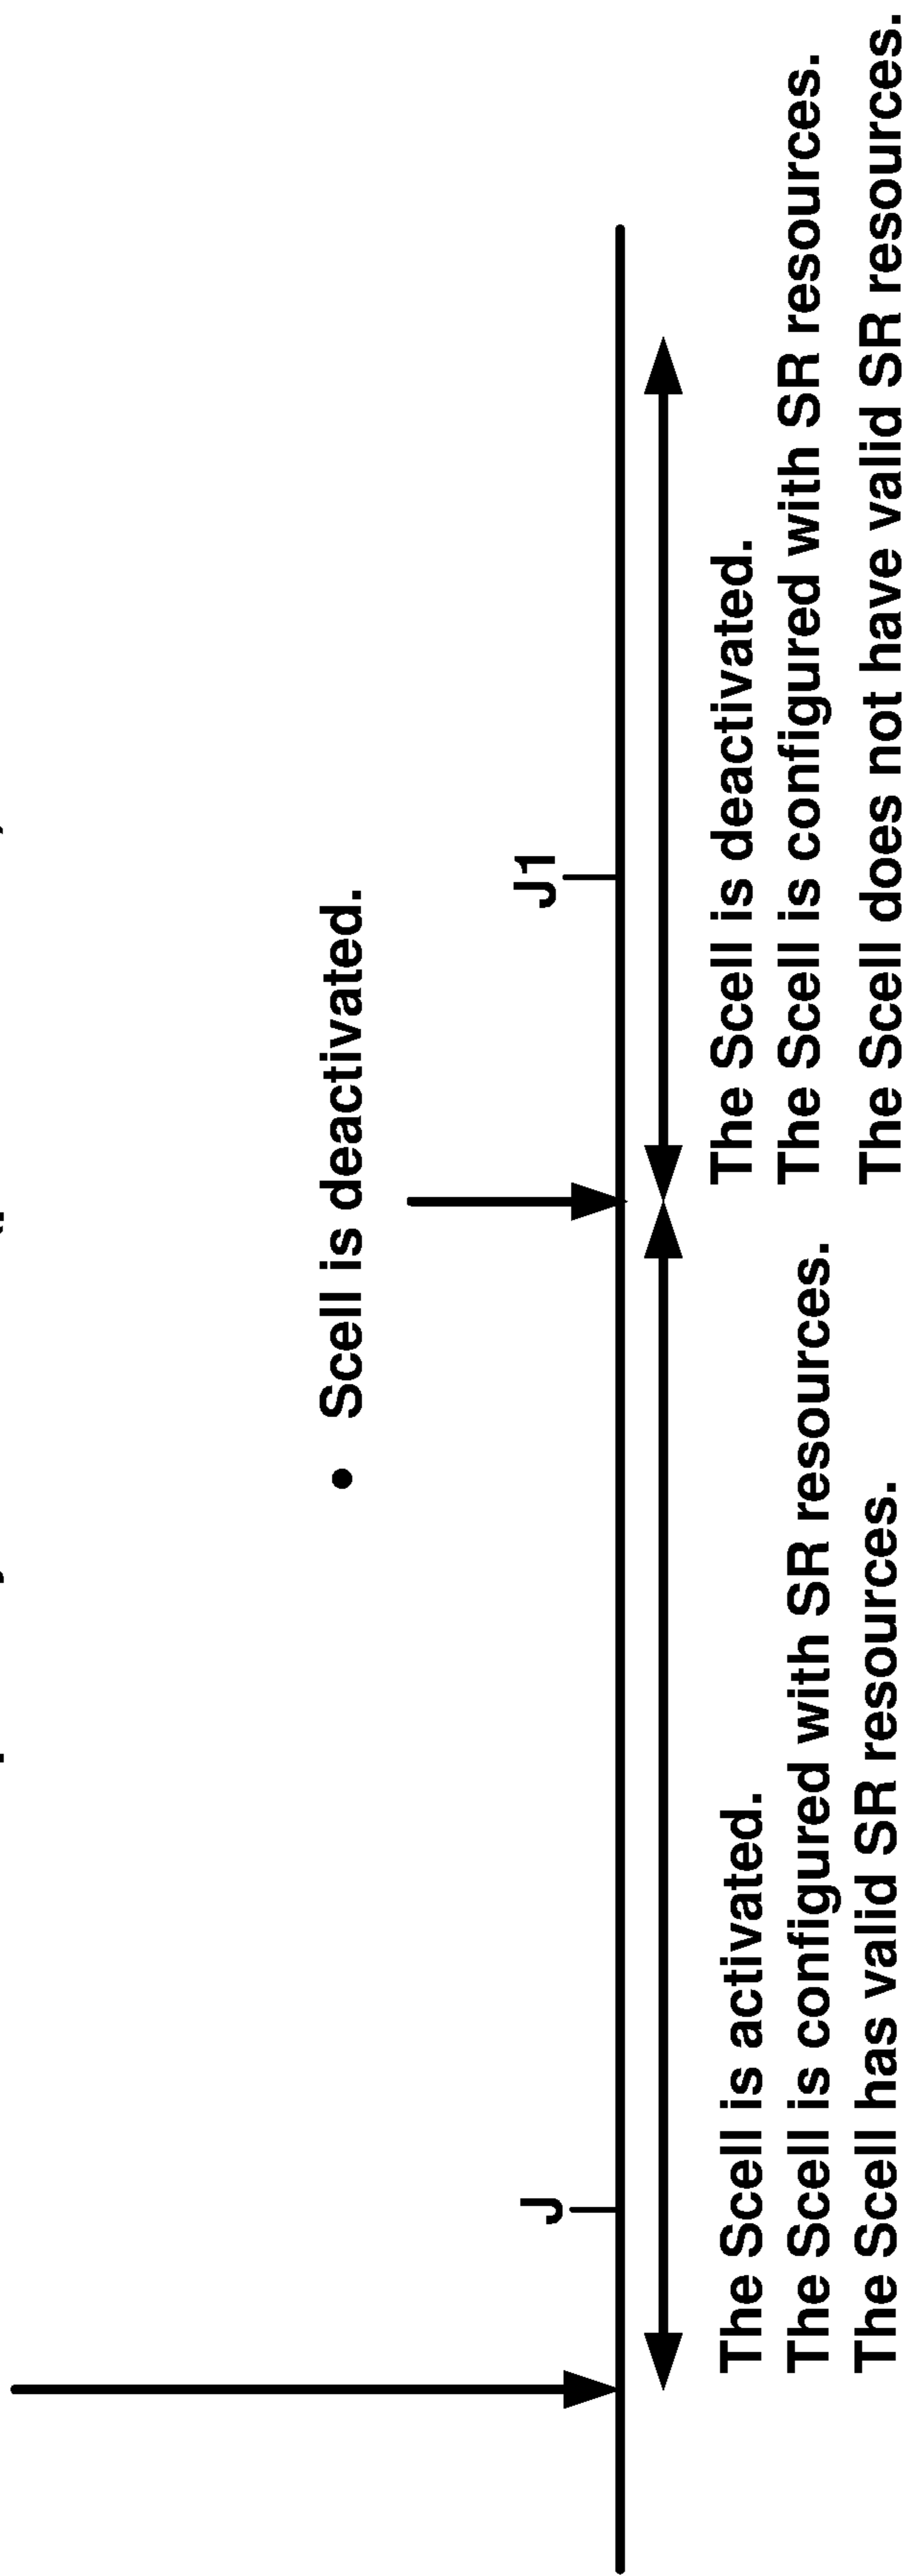 • Scell is deactivated.
J
J1
The Scell is activated.
The Scell is configured with SR resources.
The Scell has valid SR resources.
The Scell is deactivated.
The Scell is configured with SR resources.
The Scell does not have valid SR resources.